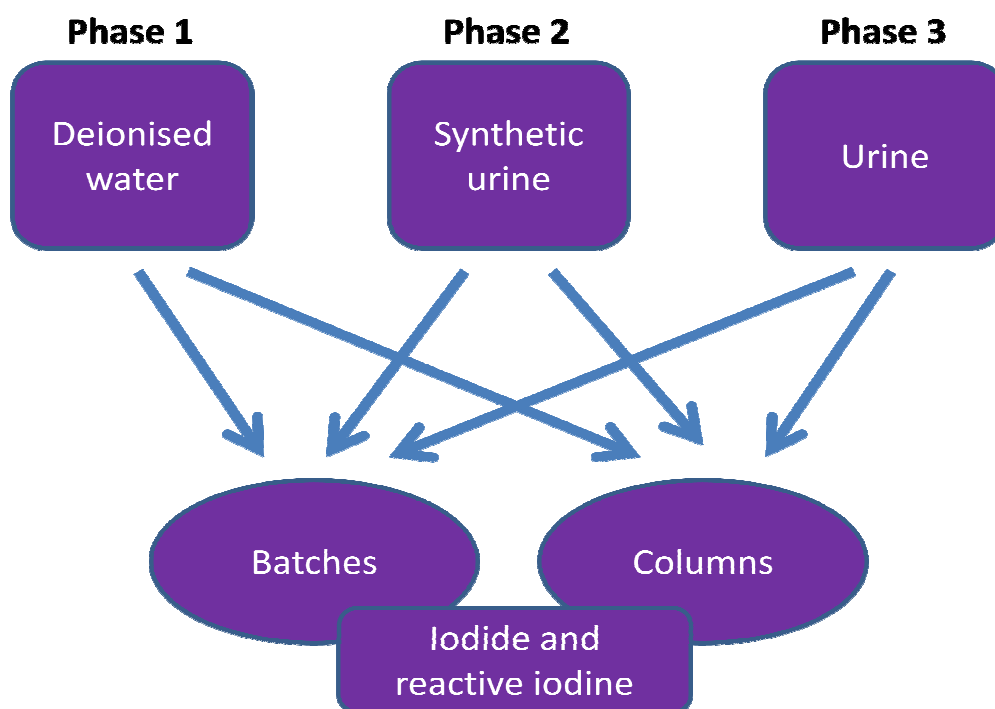 Phase 1
Phase 2
Phase 3
Deionised
water
Synthetic
urine
Urine
Batches
Columns
Iodide and
reactive iodine